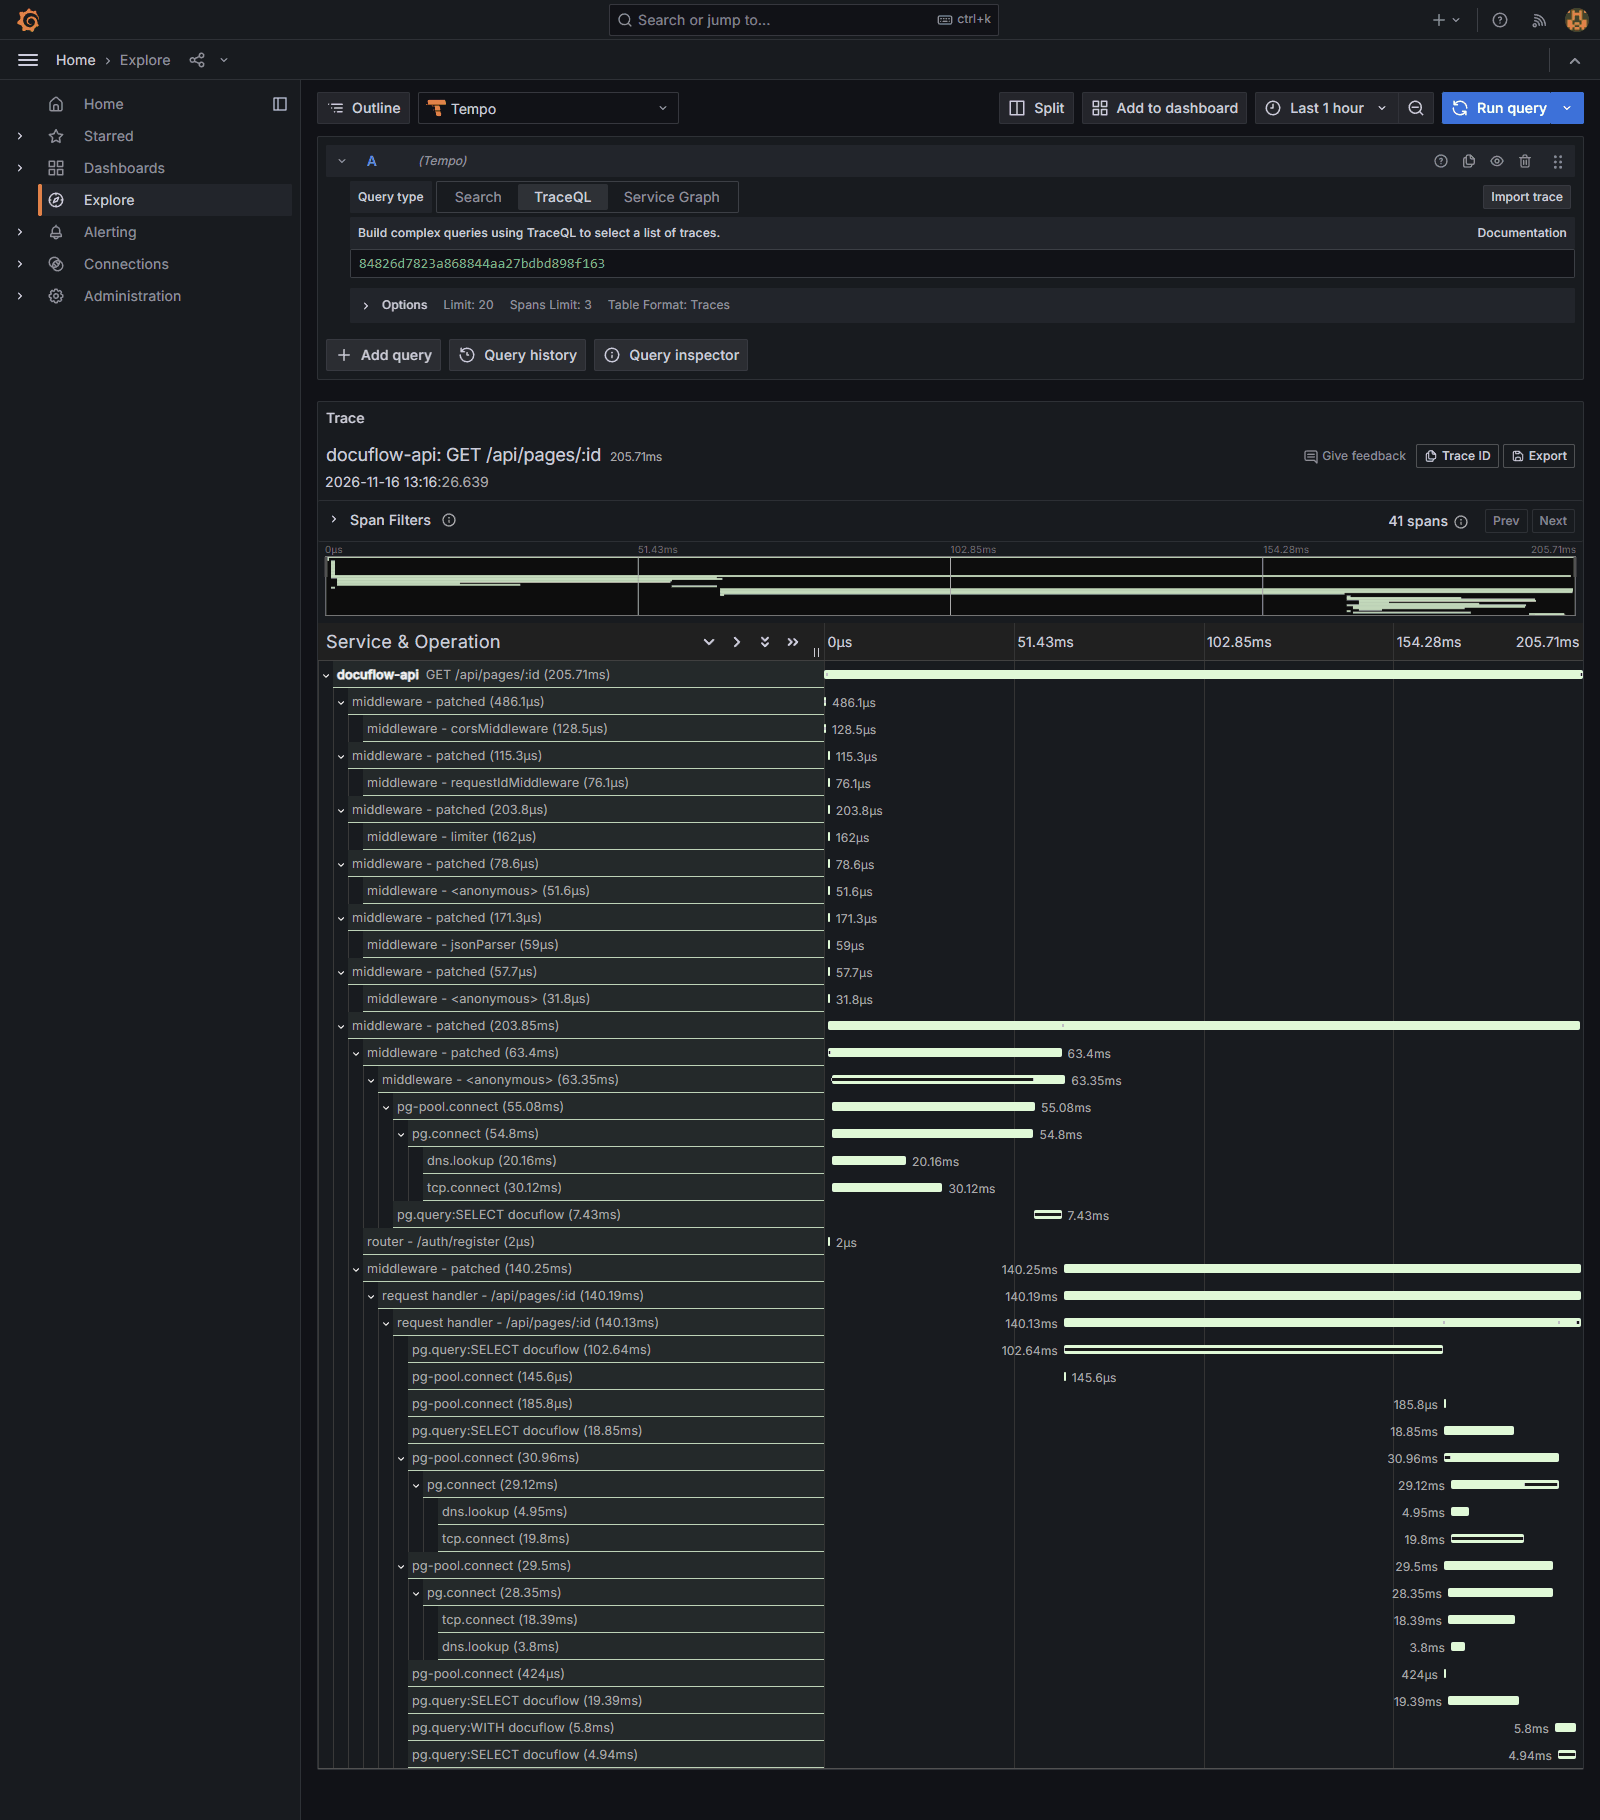 Search or jump to...
ctrl+k
Home › Explore
Home
Starred
Dashboards
Explore
Alerting
Connections
Administration
Outline
Tempo
Split
Add to dashboard
Last 1 hour
Run query
A (Tempo)
Query type Search TraceQL Service Graph
Import trace
Build complex queries using TraceQL to select a list of traces.
Documentation
84826d7823a868844aa27bdbd898f163
Options Limit: 20 Spans Limit: 3 Table Format: Traces
Add query
Query history
Query inspector
Trace
docuflow-api: GET /api/pages/:id 205.71ms
Give feedback
Trace ID
Export
2026-11-16 13:16:26.639
Span Filters
41 spans
Prev
Next
0μs 51.43ms 102.85ms 154.28ms 205.71ms
Service & Operation
0μs 51.43ms 102.85ms 154.28ms 205.71ms
docuflow-api GET /api/pages/:id (205.71ms)
middleware - patched (486.1μs) 486.1μs
middleware - corsMiddleware (128.5μs) 128.5μs
middleware - patched (115.3μs) 115.3μs
middleware - requestIdMiddleware (76.1μs) 76.1μs
middleware - patched (203.8μs) 203.8μs
middleware - limiter (162μs) 162μs
middleware - patched (78.6μs) 78.6μs
middleware - <anonymous> (51.6μs) 51.6μs
middleware - patched (171.3μs) 171.3μs
middleware - jsonParser (59μs) 59μs
middleware - patched (57.7μs) 57.7μs
middleware - <anonymous> (31.8μs) 31.8μs
middleware - patched (203.85ms)
middleware - patched (63.4ms) 63.4ms
middleware - <anonymous> (63.35ms) 63.35ms
pg-pool.connect (55.08ms) 55.08ms
pg.connect (54.8ms) 54.8ms
dns.lookup (20.16ms) 20.16ms
tcp.connect (30.12ms) 30.12ms
pg.query:SELECT docuflow (7.43ms) 7.43ms
router - /auth/register (2μs) 2μs
middleware - patched (140.25ms) 140.25ms
request handler - /api/pages/:id (140.19ms) 140.19ms
request handler - /api/pages/:id (140.13ms) 140.13ms
pg.query:SELECT docuflow (102.64ms) 102.64ms
pg-pool.connect (145.6μs) 145.6μs
pg-pool.connect (185.8μs) 185.8μs
pg.query:SELECT docuflow (18.85ms) 18.85ms
pg-pool.connect (30.96ms) 30.96ms
pg.connect (29.12ms) 29.12ms
dns.lookup (4.95ms) 4.95ms
tcp.connect (19.8ms) 19.8ms
pg-pool.connect (29.5ms) 29.5ms
pg.connect (28.35ms) 28.35ms
tcp.connect (18.39ms) 18.39ms
dns.lookup (3.8ms) 3.8ms
pg-pool.connect (424μs) 424μs
pg.query:SELECT docuflow (19.39ms) 19.39ms
pg.query:WITH docuflow (5.8ms) 5.8ms
pg.query:SELECT docuflow (4.94ms) 4.94ms